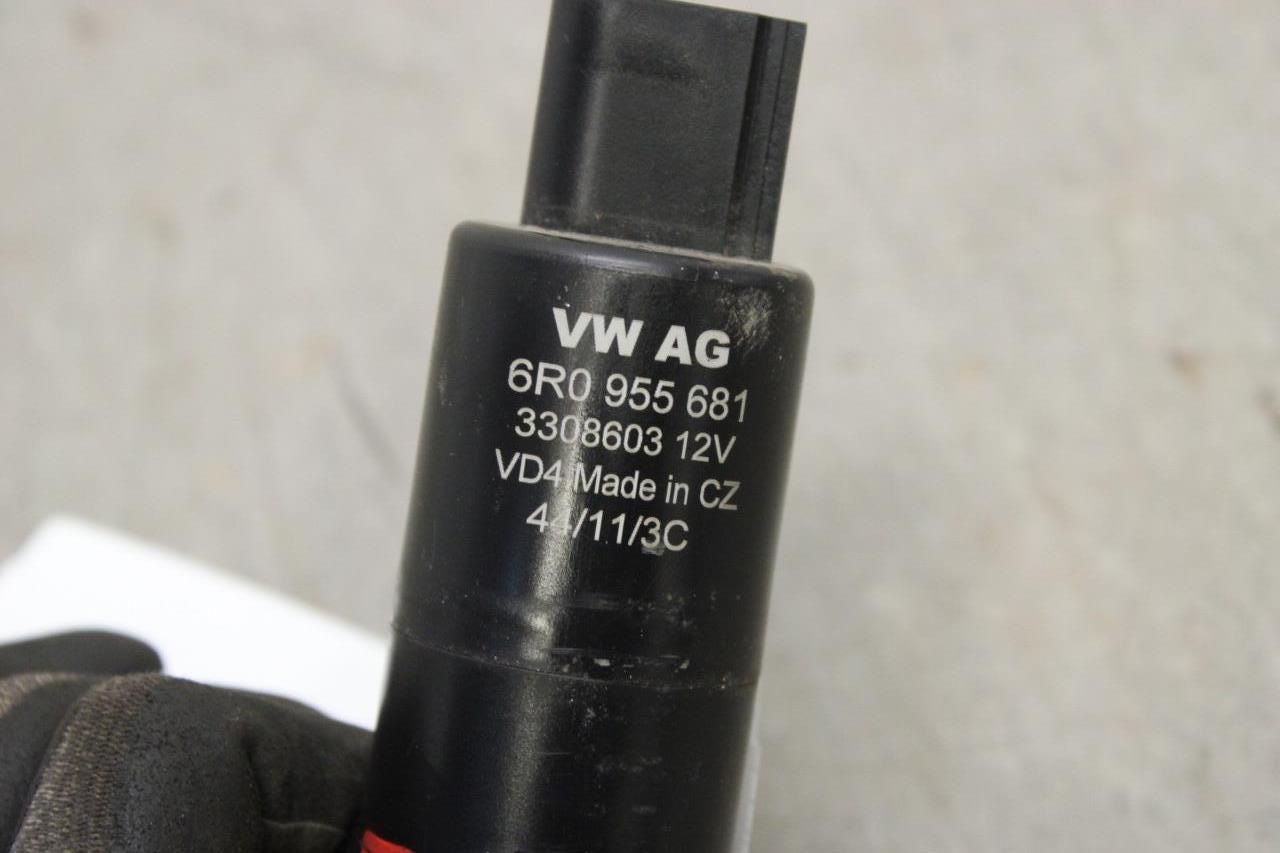 VW AG
6R0 955 681
3308603 12V
VD4 Made in CZ
44/11/3C